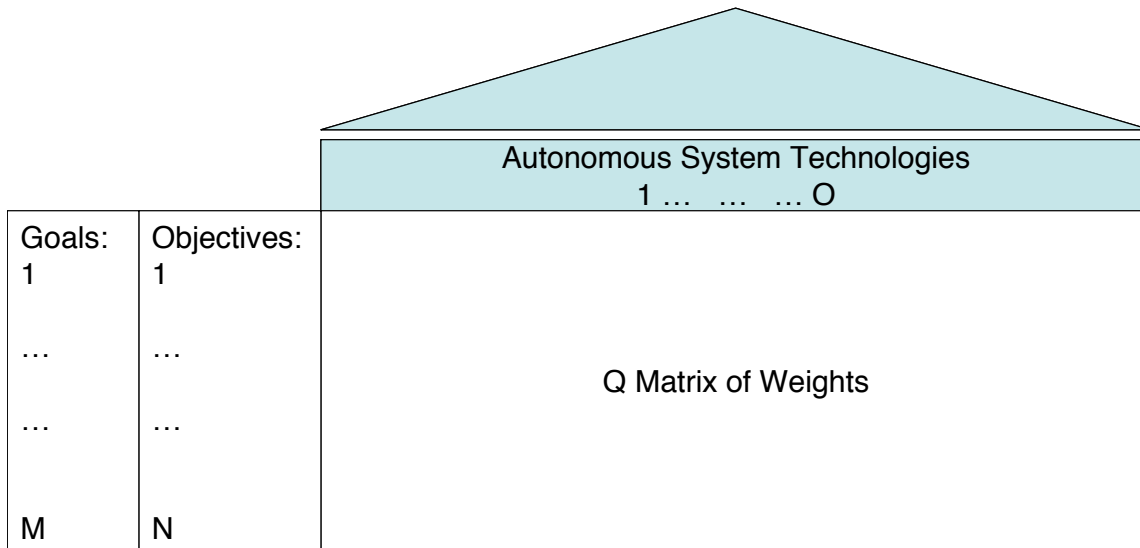 Autonomous System Technologies
1 … … … O
Goals:
1
…
…
M
Objectives:
1
…
…
N
Q Matrix of Weights